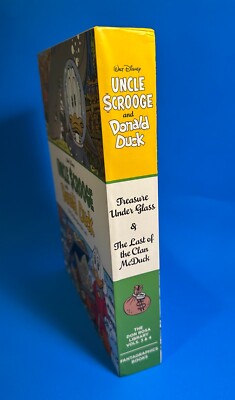 WALT DISNEY
UNCLE
$CROOGE
and
Donald
Duck
Treasure
Under Glass
&
The Last of
the Clan
McDuck
THE
DON ROSA
LIBRARY
VOLS. 3 & 4
FANTAGRAPHICS
BOOKS